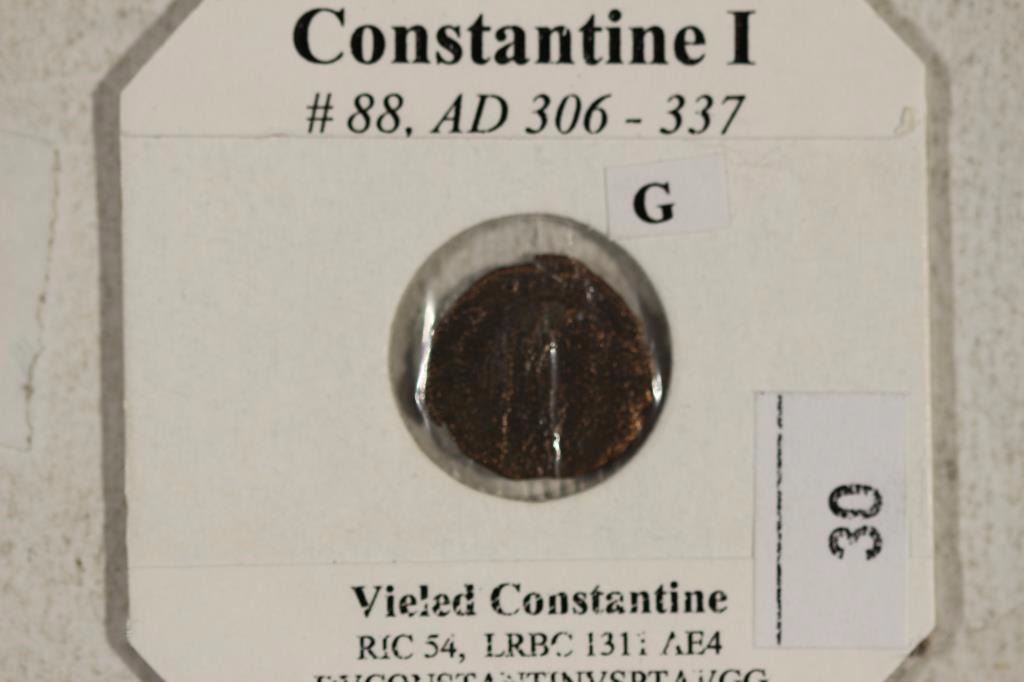 Constantine I
# 88, AD 306 - 337
G
30
Vieled Constantine
RIC 54, LRBC 1311 AE4